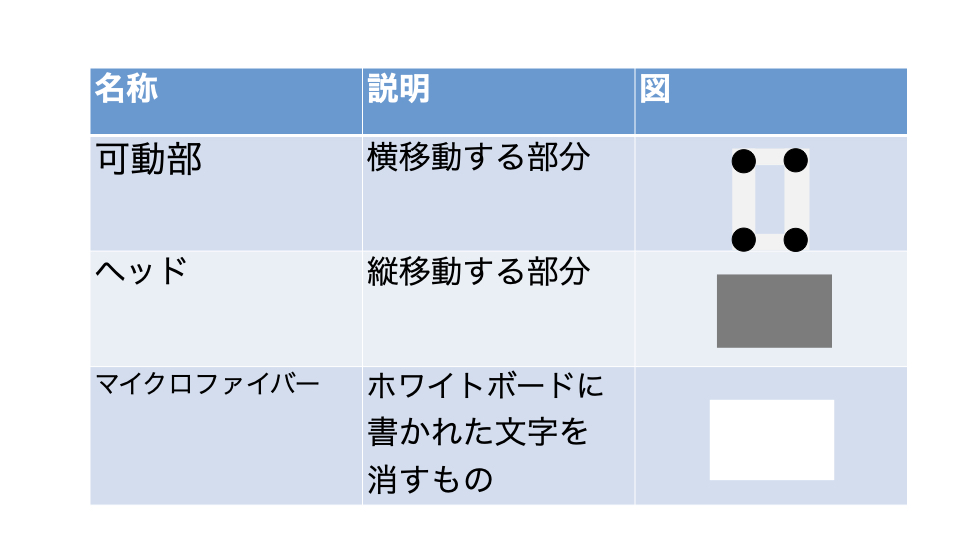 名称 説明 図
可動部 横移動する部分
ヘッド 縦移動する部分
マイクロファイバー ホワイトボードに
書かれた文字を
消すもの